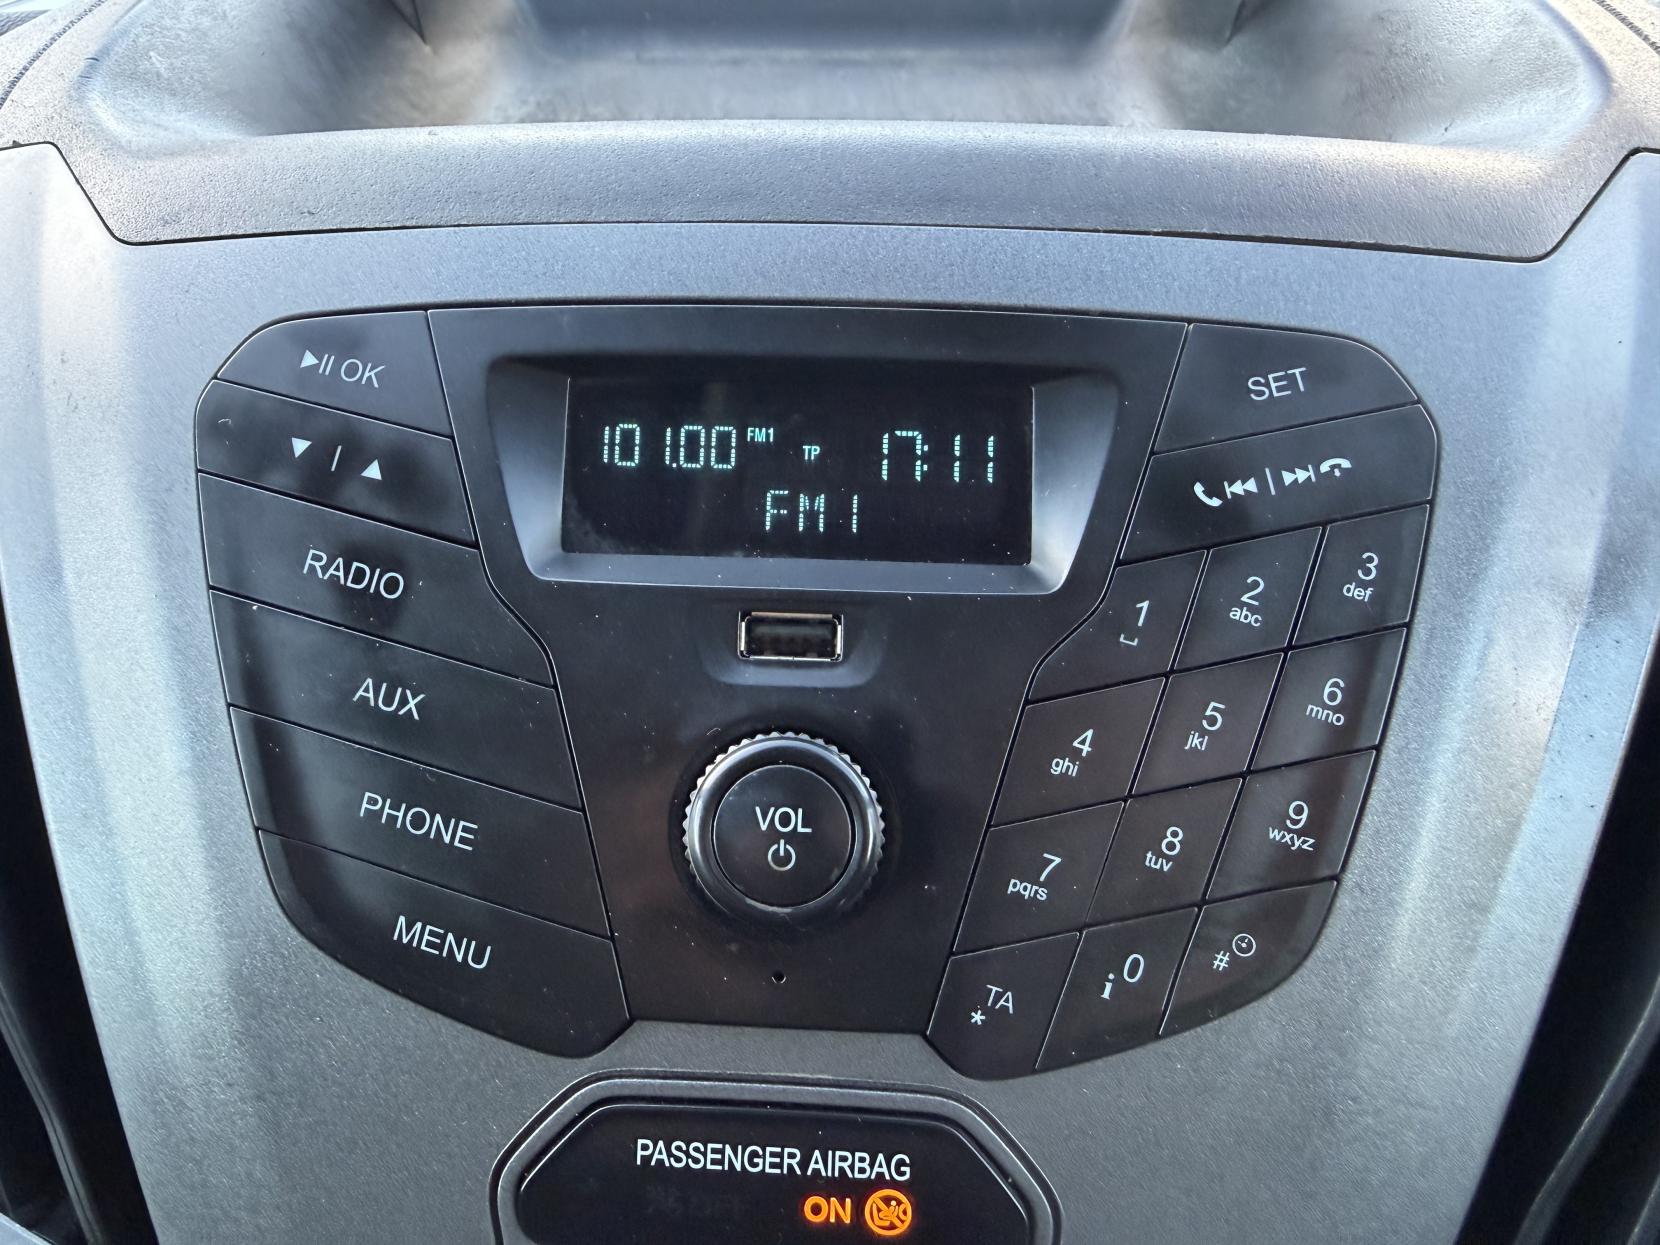 101.00 FM1 TP 17:11
FM1
OK
RADIO
AUX
PHONE
MENU
VOL
SET
1
2 abc
3 def
4 ghi
5 jkl
6 mno
7 pqrs
8 tuv
9 wxyz
TA *
i 0
#
PASSENGER AIRBAG
ON